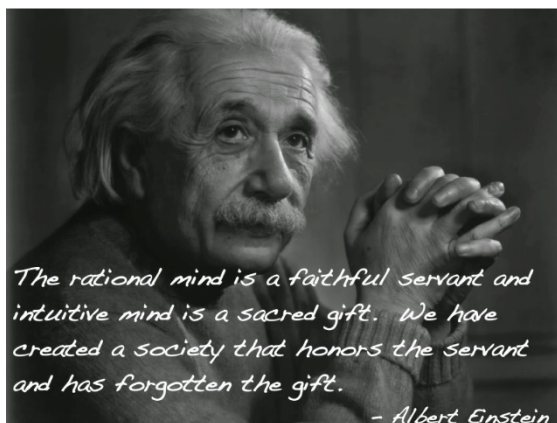 The rational mind is a faithful servant and
intuitive mind is a sacred gift. We have
created a society that honors the servant
and has forgotten the gift.
- Albert Einstein